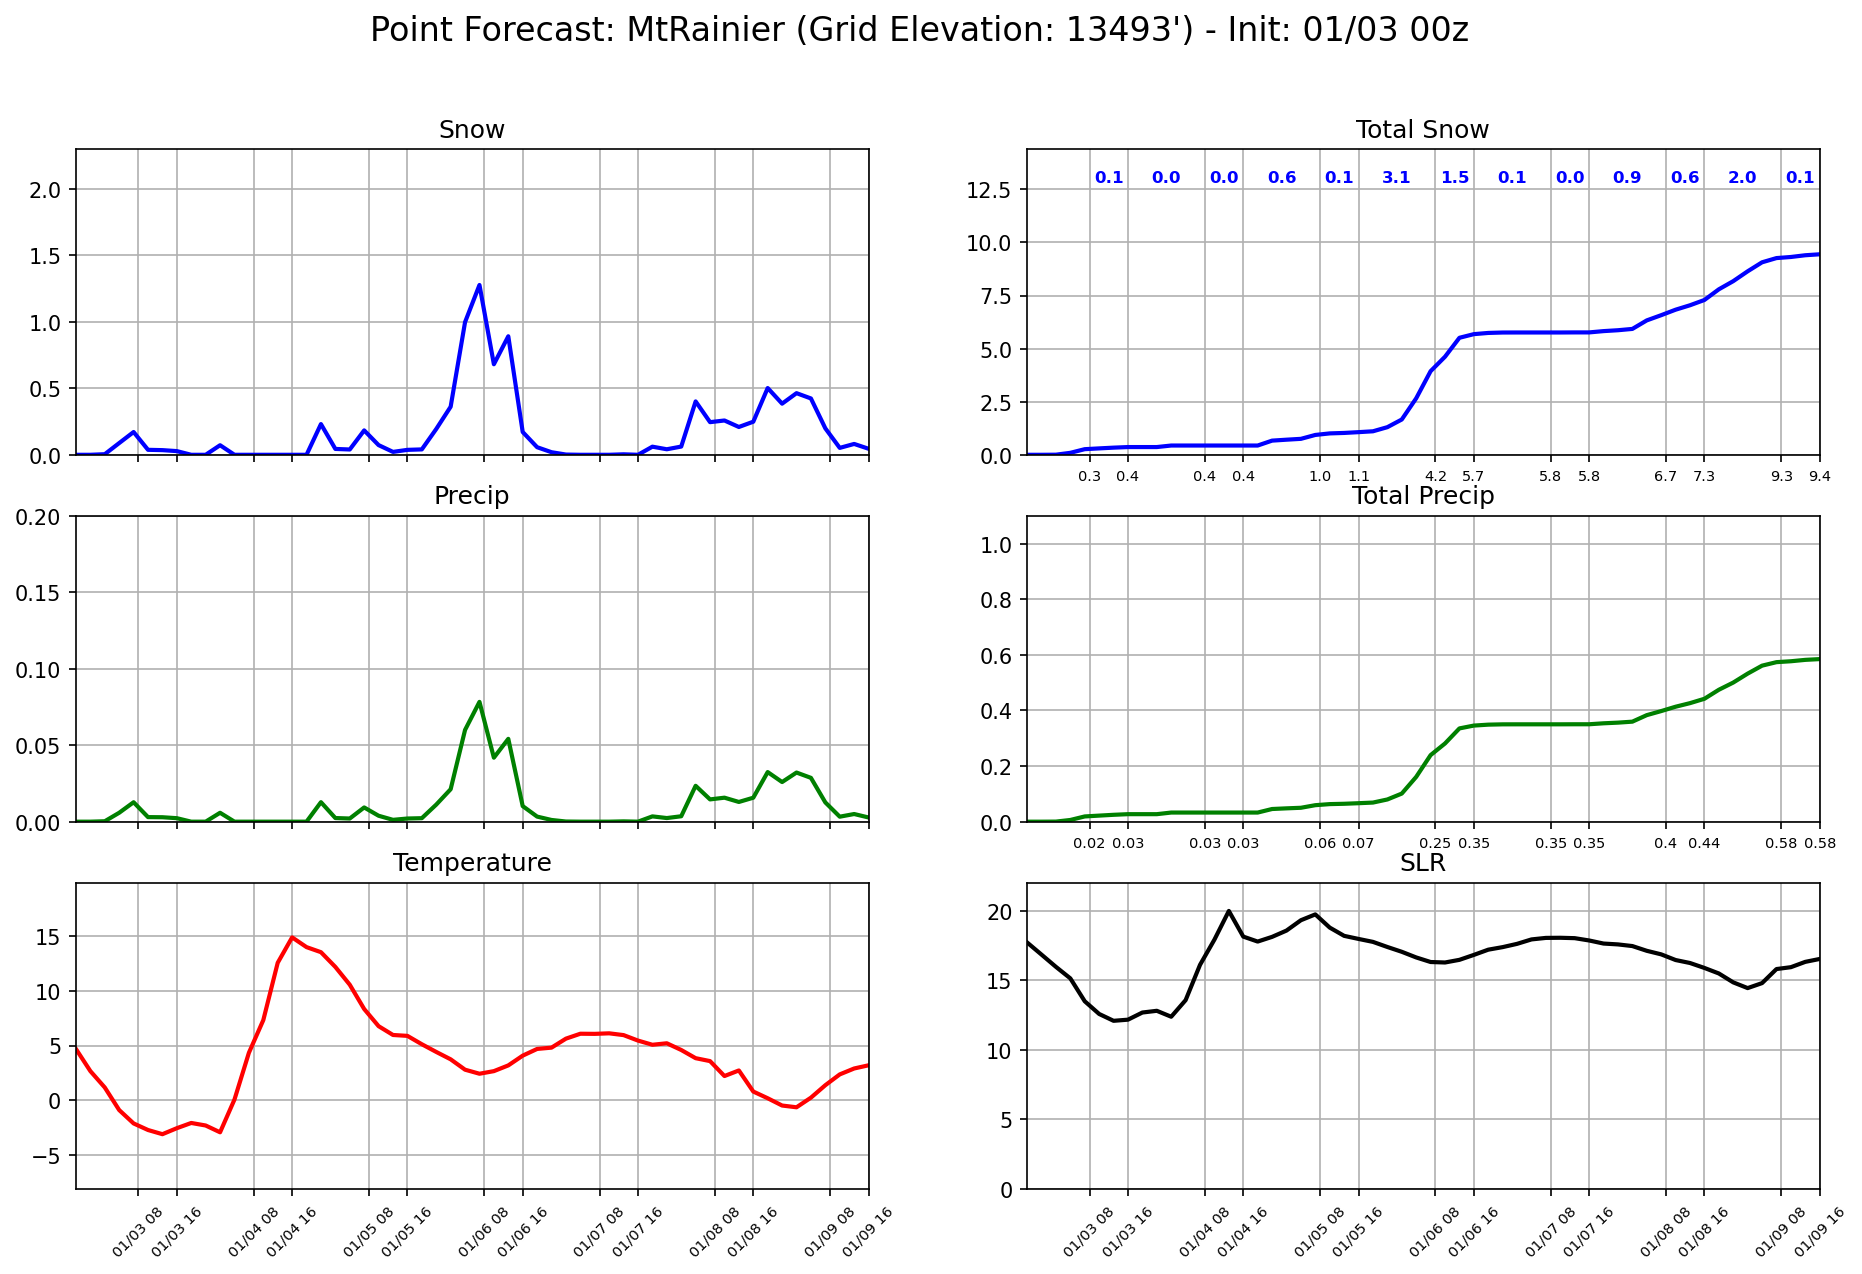 Point Forecast: MtRainier (Grid Elevation: 13493') - Init: 01/03 00z
Snow
2.0
1.5
1.0
0.5
0.0
Total Snow
0.1 0.0 0.0 0.6 0.1 3.1 1.5 0.1 0.0 0.9 0.6 2.0 0.1
12.5
10.0
7.5
5.0
2.5
0.0
0.3 0.4 0.4 0.4 1.0 1.1 4.2 5.7 5.8 5.8 6.7 7.3 9.3 9.4
Precip
0.20
0.15
0.10
0.05
0.00
Total Precip
1.0
0.8
0.6
0.4
0.2
0.0
0.02 0.03 0.03 0.03 0.06 0.07 0.25 0.35 0.35 0.35 0.4 0.44 0.58 0.58
Temperature
15
10
5
0
−5
01/03 08 01/03 16 01/04 08 01/04 16 01/05 08 01/05 16 01/06 08 01/06 16 01/07 08 01/07 16 01/08 08 01/08 16 01/09 08 01/09 16
SLR
20
15
10
5
0
01/03 08 01/03 16 01/04 08 01/04 16 01/05 08 01/05 16 01/06 08 01/06 16 01/07 08 01/07 16 01/08 08 01/08 16 01/09 08 01/09 16